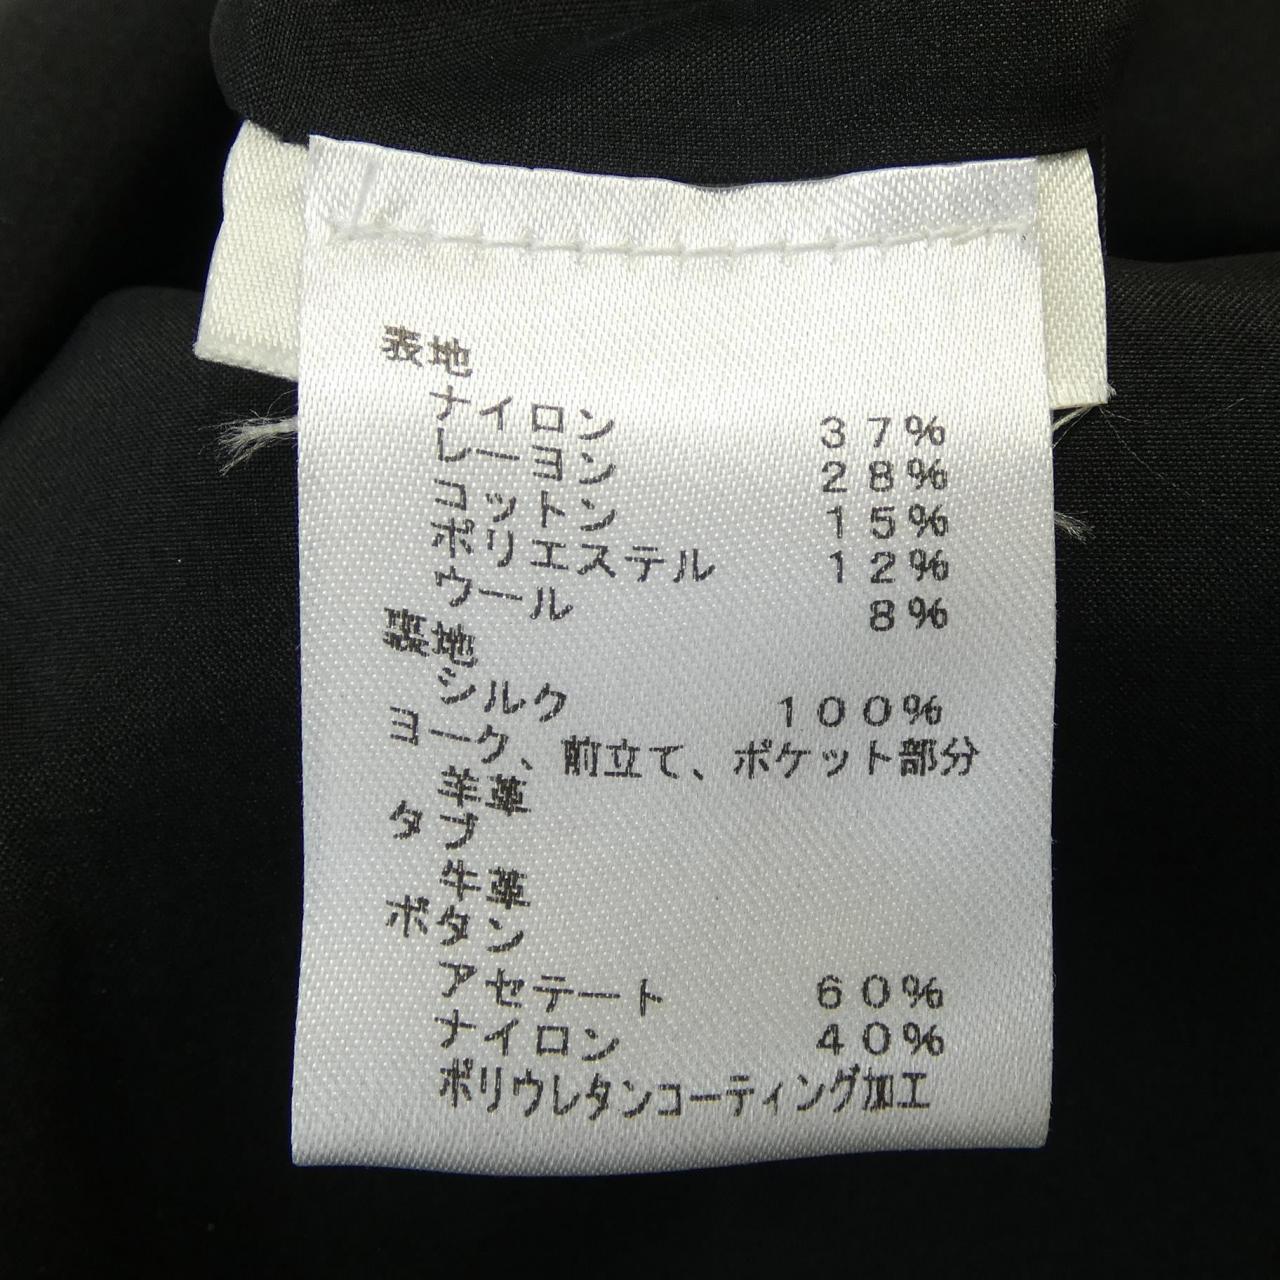 表地
ナイロン 37%
レーヨン 28%
コットン 15%
ポリエステル 12%
ウール 8%
裏地
シルク 100%
ヨーク、前立て、ポケット部分
羊革
タブ
牛革
ボタン
アセテート 60%
ナイロン 40%
ポリウレタンコーティング加工